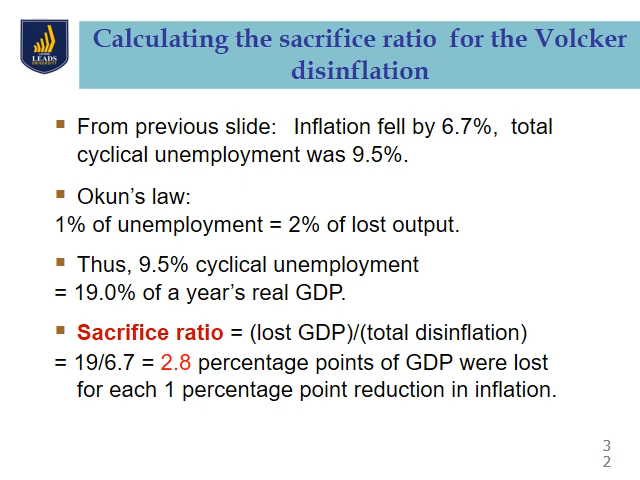 LEADS
UNIVERSITY
Calculating the sacrifice ratio for the Volcker
disinflation
▪ From previous slide: Inflation fell by 6.7%, total
cyclical unemployment was 9.5%.
▪ Okun’s law:
1% of unemployment = 2% of lost output.
▪ Thus, 9.5% cyclical unemployment
= 19.0% of a year’s real GDP.
▪ Sacrifice ratio = (lost GDP)/(total disinflation)
= 19/6.7 = 2.8 percentage points of GDP were lost
for each 1 percentage point reduction in inflation.
3
2